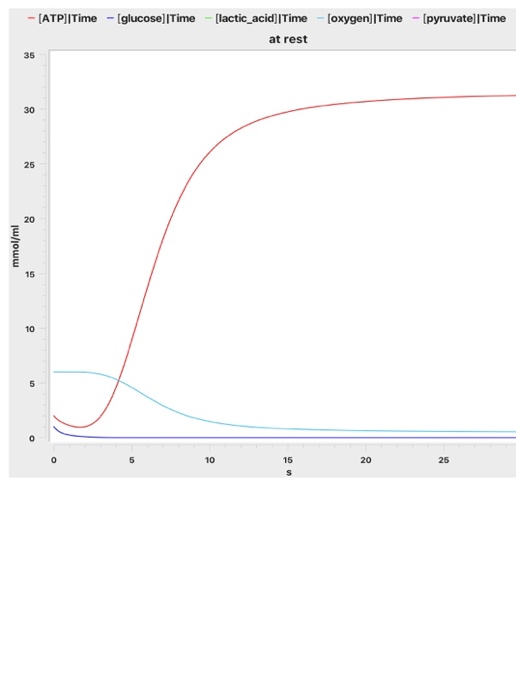 [ATP]|Time [glucose]|Time [lactic_acid]|Time [oxygen]|Time [pyruvate]|Time
at rest
35
30
25
20
15
10
5
0
mmol/ml
0 5 10 15 20 25
s